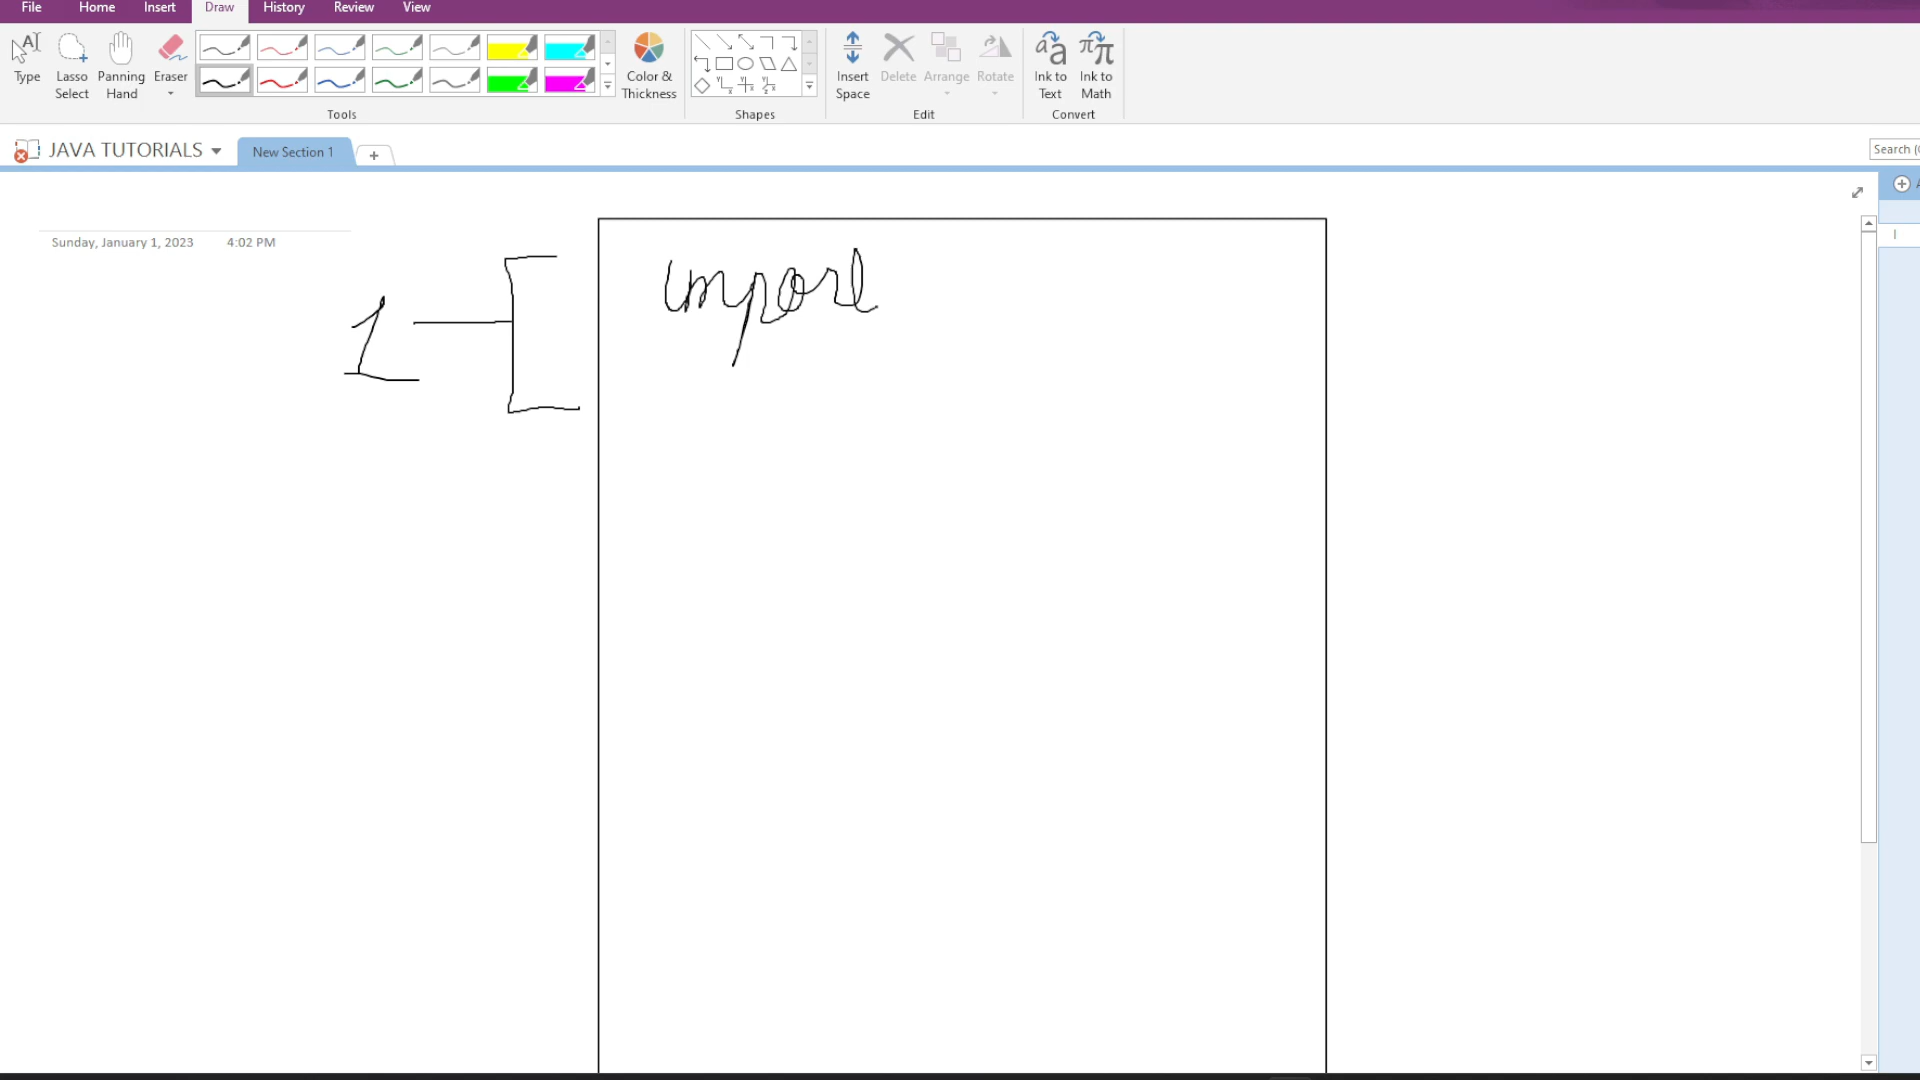 File Home Insert Draw History Review View
Type Lasso Select Panning Hand Eraser Color & Thickness Insert Space Delete Arrange Rotate Ink to Text Ink to Math
Tools Shapes Edit Convert
JAVA TUTORIALS New Section 1 Search
Sunday, January 1, 2023 4:02 PM
import
1